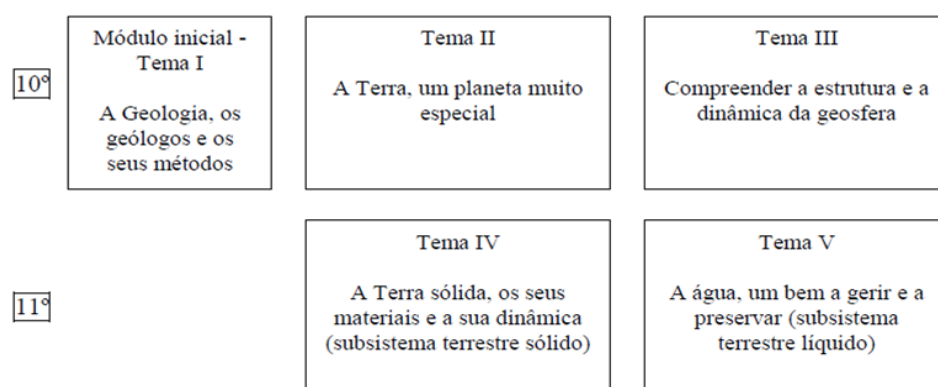 10º
Módulo inicial -
Tema I
A Geologia, os
geólogos e os
seus métodos
Tema II
A Terra, um planeta muito
especial
Tema III
Compreender a estrutura e a
dinâmica da geosfera
11º
Tema IV
A Terra sólida, os seus
materiais e a sua dinâmica
(subsistema terrestre sólido)
Tema V
A água, um bem a gerir e a
preservar (subsistema
terrestre líquido)